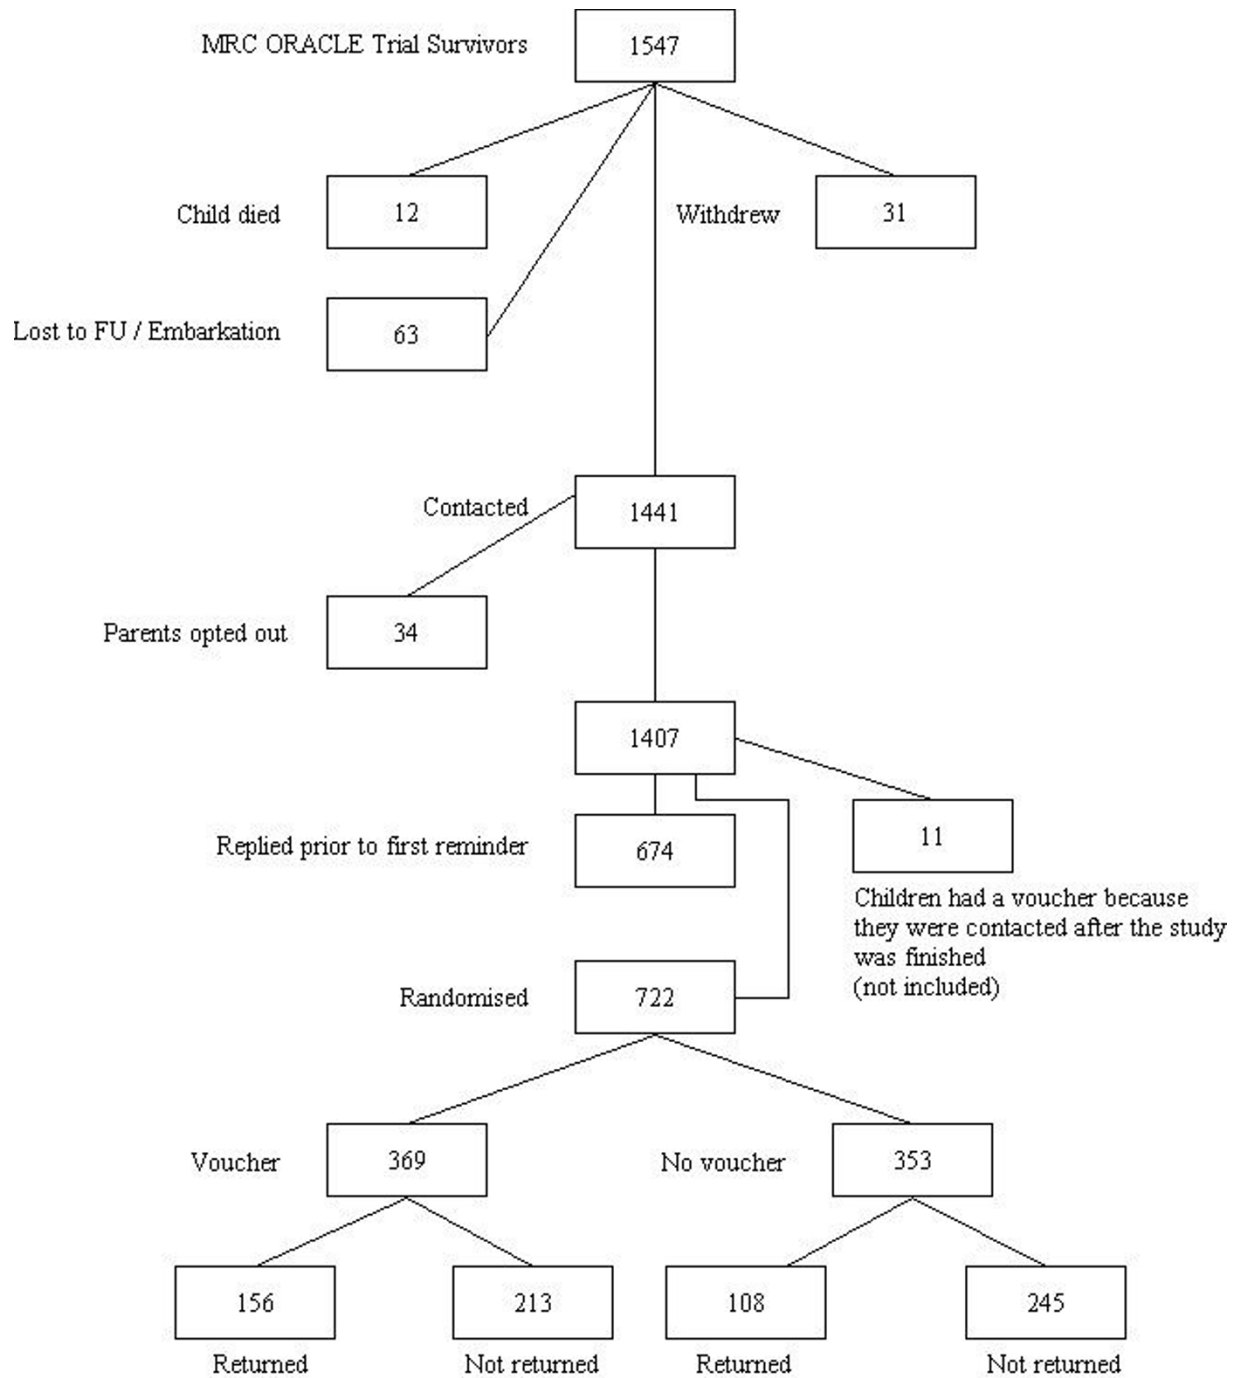 MRC ORACLE Trial Survivors
1547
Child died
12
Withdrew
31
Lost to FU / Embarkation
63
Contacted
1441
Parents opted out
34
1407
Replied prior to first reminder
674
11
Children had a voucher because
they were contacted after the study
was finished
(not included)
Randomised
722
Voucher
369
No voucher
353
156
213
108
245
Returned
Not returned
Returned
Not returned